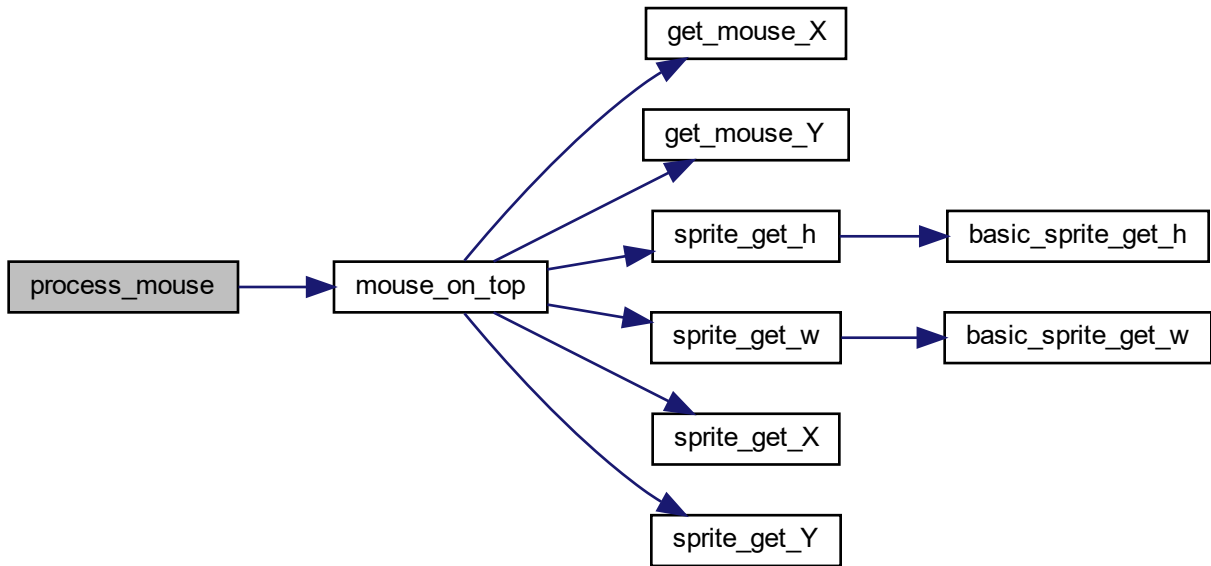 process_mouse
mouse_on_top
get_mouse_X
get_mouse_Y
sprite_get_h
basic_sprite_get_h
sprite_get_w
basic_sprite_get_w
sprite_get_X
sprite_get_Y